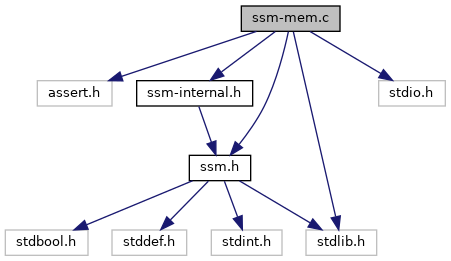 ssm-mem.c
assert.h
ssm-internal.h
stdio.h
ssm.h
stdbool.h
stddef.h
stdint.h
stdlib.h